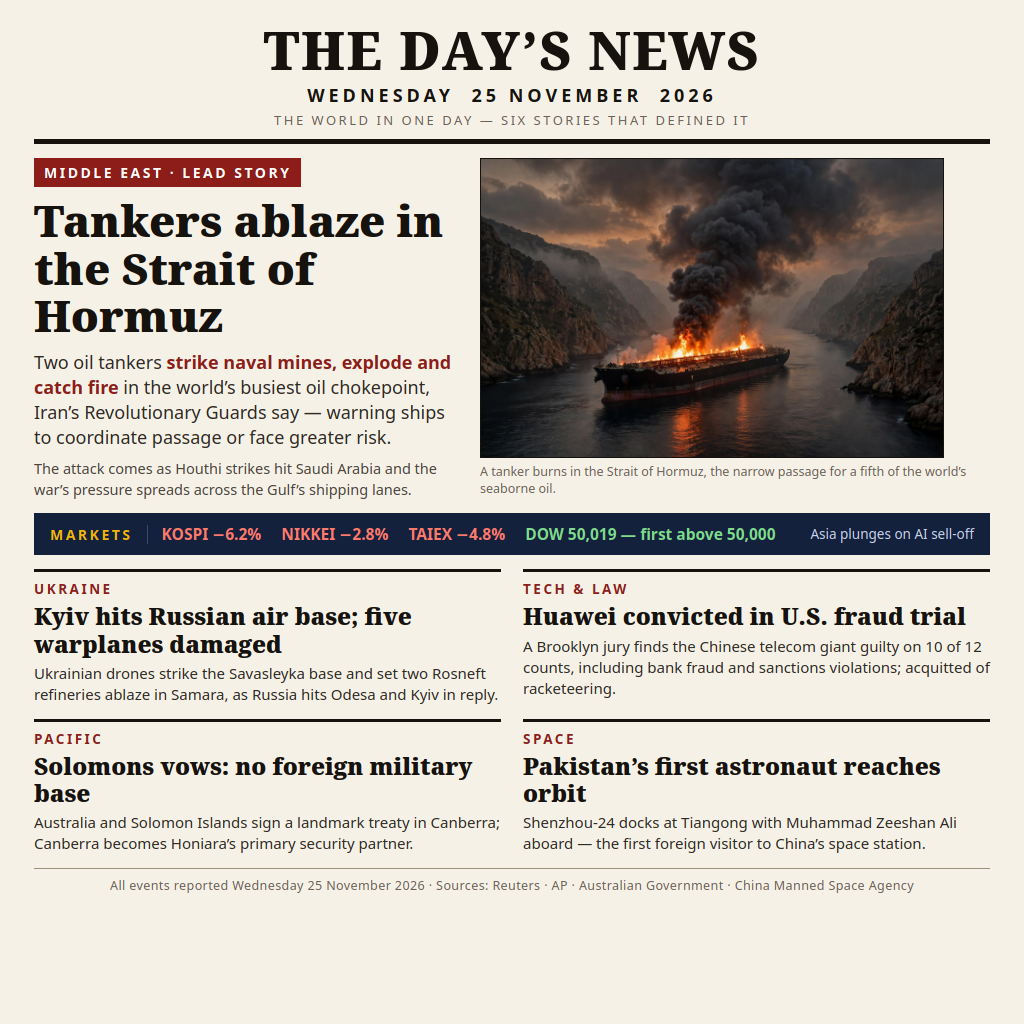 THE DAY’S NEWS
WEDNESDAY 25 NOVEMBER 2026
THE WORLD IN ONE DAY — SIX STORIES THAT DEFINED IT
MIDDLE EAST · LEAD STORY
Tankers ablaze in
the Strait of
Hormuz
Two oil tankers strike naval mines, explode and
catch fire in the world’s busiest oil chokepoint,
Iran’s Revolutionary Guards say — warning ships
to coordinate passage or face greater risk.
The attack comes as Houthi strikes hit Saudi Arabia and the
war’s pressure spreads across the Gulf’s shipping lanes.
A tanker burns in the Strait of Hormuz, the narrow passage for a fifth of the world’s
seaborne oil.
MARKETS KOSPI −6.2% NIKKEI −2.8% TAIEX −4.8% DOW 50,019 — first above 50,000 Asia plunges on AI sell-off
UKRAINE
Kyiv hits Russian air base; five
warplanes damaged
Ukrainian drones strike the Savasleyka base and set two Rosneft
refineries ablaze in Samara, as Russia hits Odesa and Kyiv in reply.
TECH & LAW
Huawei convicted in U.S. fraud trial
A Brooklyn jury finds the Chinese telecom giant guilty on 10 of 12
counts, including bank fraud and sanctions violations; acquitted of
racketeering.
PACIFIC
Solomons vows: no foreign military
base
Australia and Solomon Islands sign a landmark treaty in Canberra;
Canberra becomes Honiara’s primary security partner.
SPACE
Pakistan’s first astronaut reaches
orbit
Shenzhou-24 docks at Tiangong with Muhammad Zeeshan Ali
aboard — the first foreign visitor to China’s space station.
All events reported Wednesday 25 November 2026 · Sources: Reuters · AP · Australian Government · China Manned Space Agency